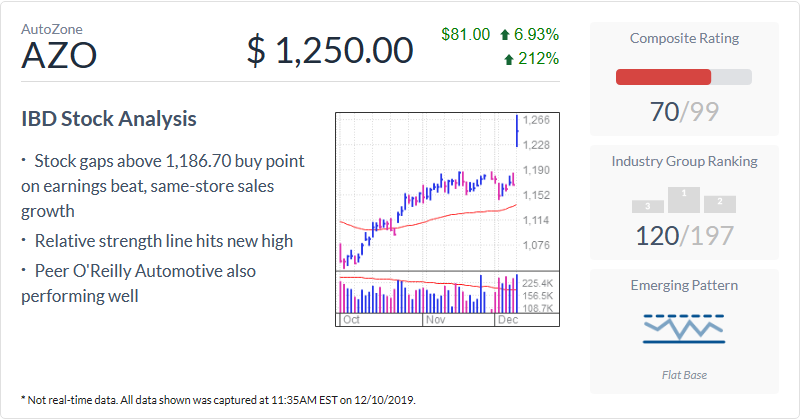 AutoZone
AZO
$ 1,250.00
$81.00 6.93%
212%
IBD Stock Analysis
· Stock gaps above 1,186.70 buy point
on earnings beat, same-store sales
growth
· Relative strength line hits new high
· Peer O'Reilly Automotive also
performing well
1,266
1,228
1,190
1,152
1,114
1,076
225.4K
156.5K
108.7K
Oct Nov Dec
Composite Rating
70/99
Industry Group Ranking
3 1 2
120/197
Emerging Pattern
Flat Base
* Not real-time data. All data shown was captured at 11:35AM EST on 12/10/2019.